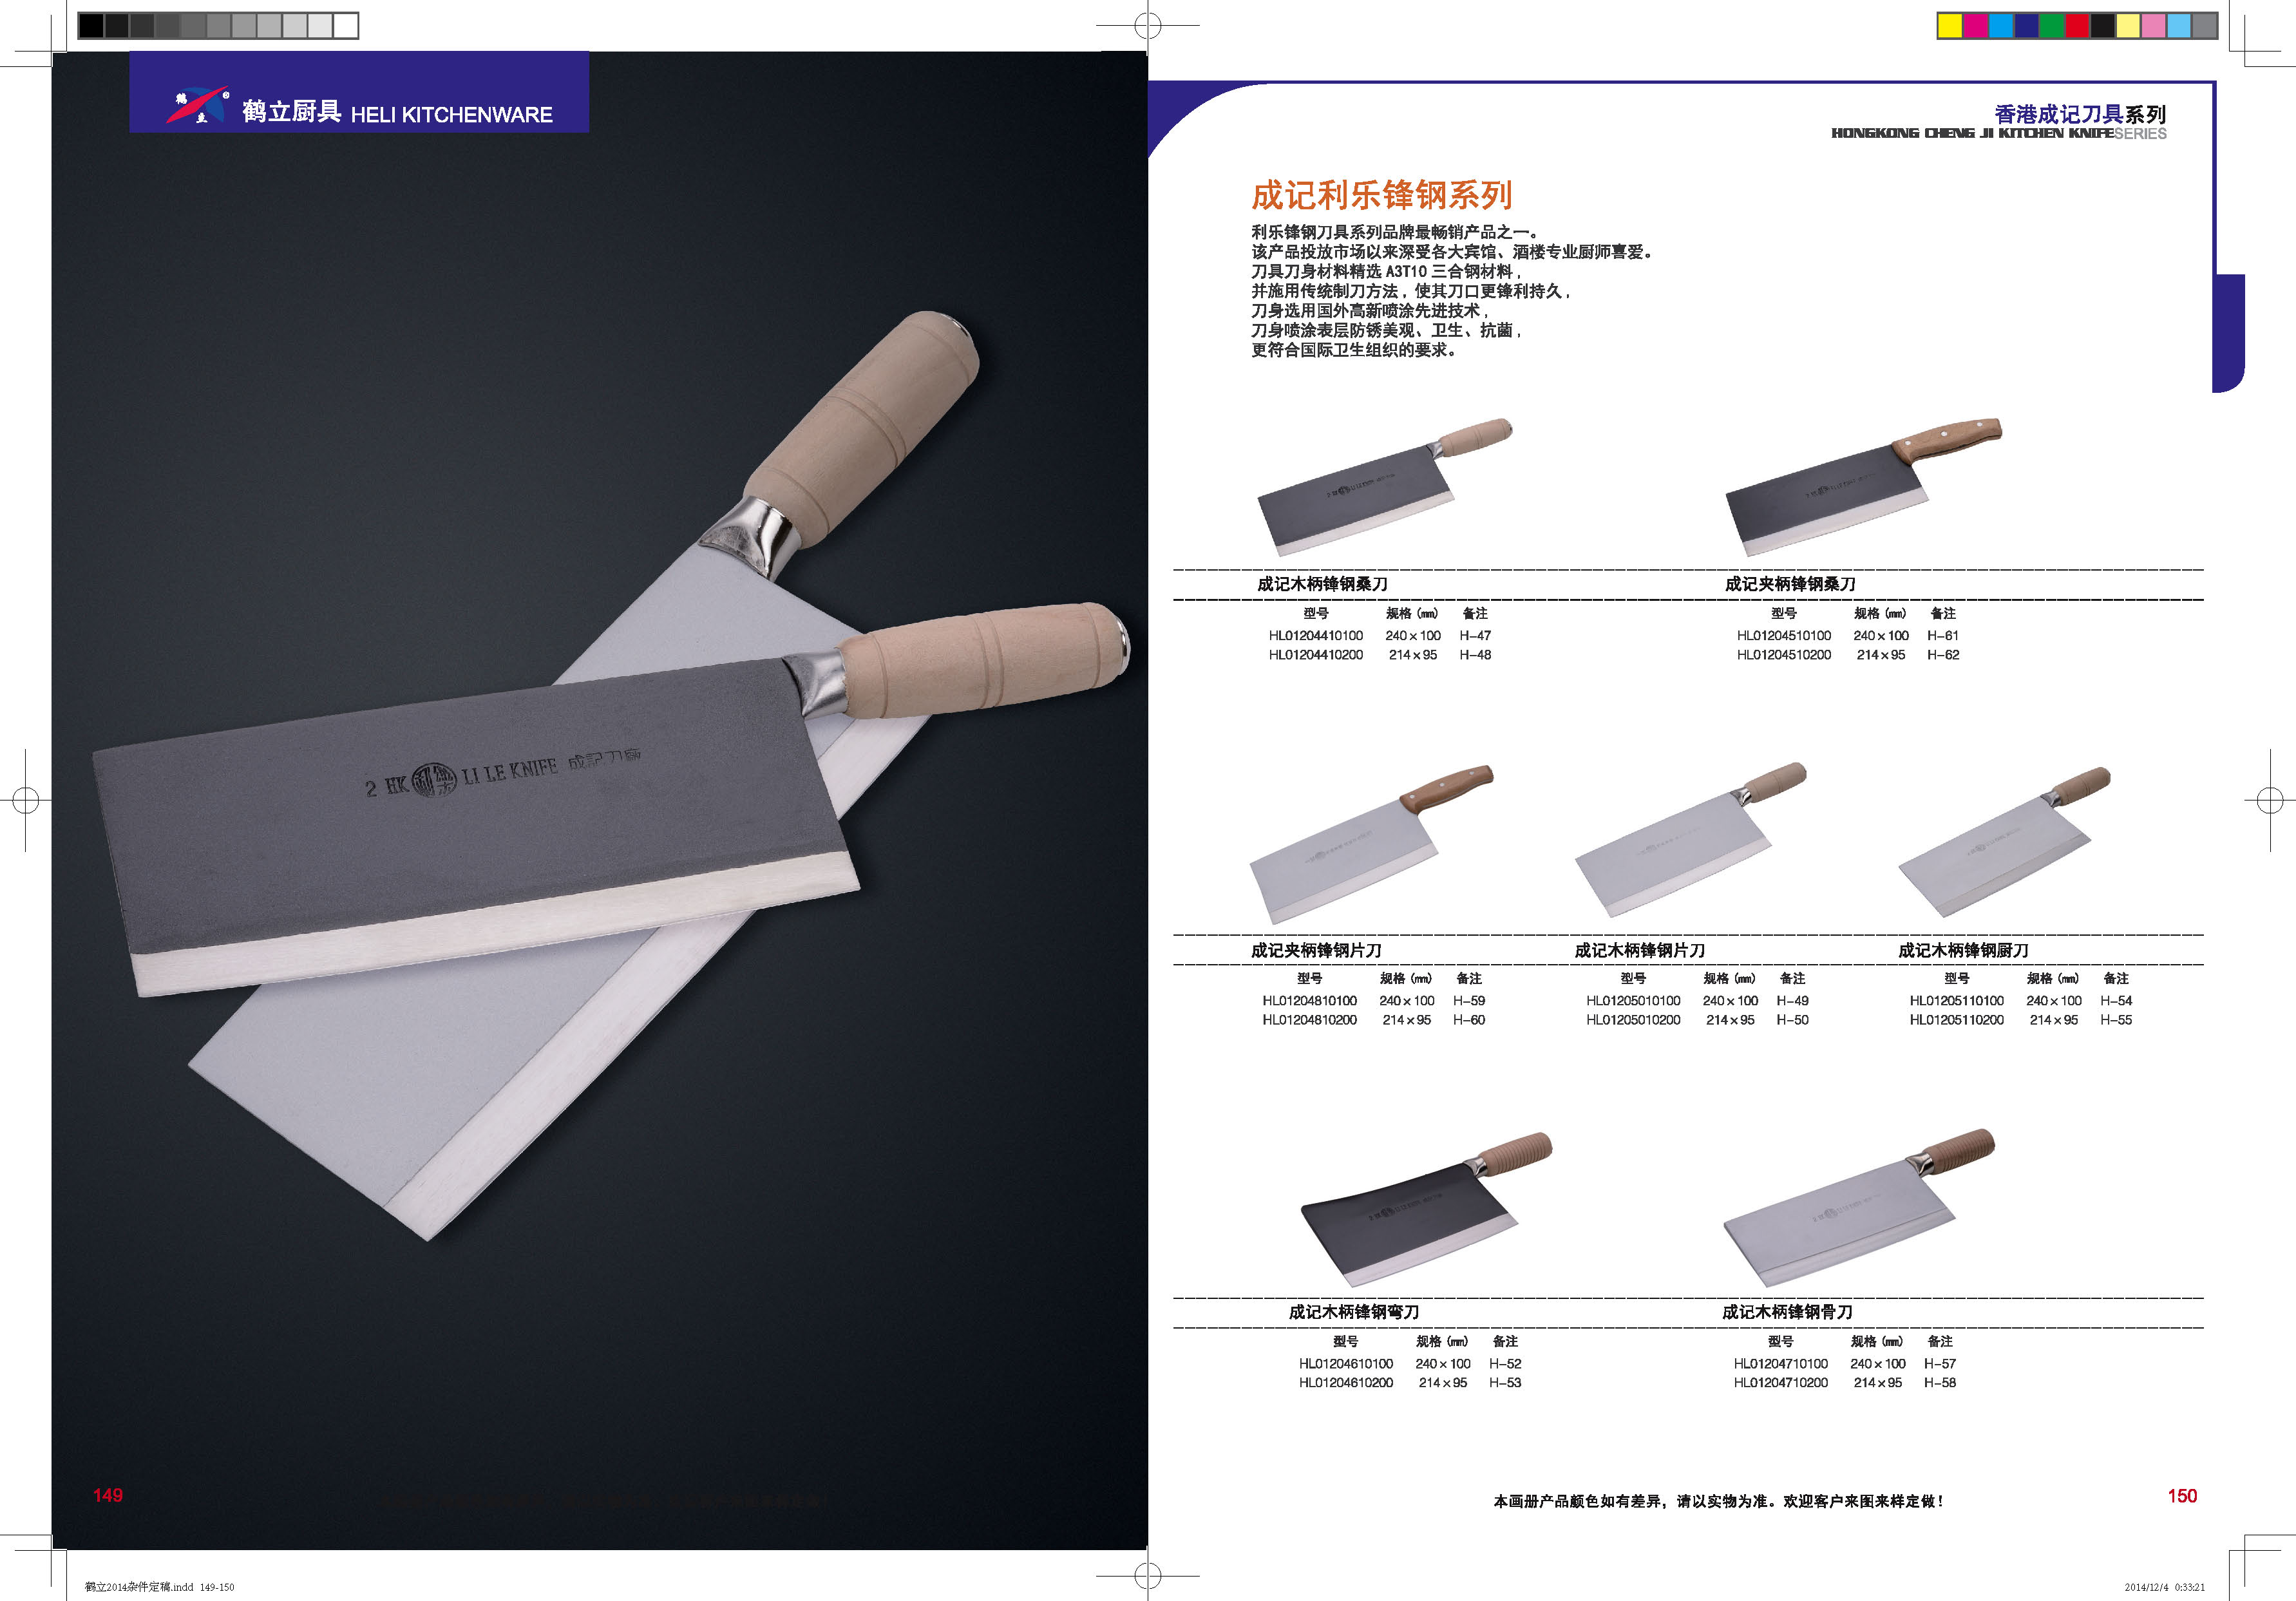 鹤立
鹤立厨具 HELI KITCHENWARE
2 HK 利樂 LI LE KNIFE 成記刀廠
149
香港成记刀具系列
HONGKONG CHENG JI KITCHEN KNIFE SERIES
成记利乐锋钢系列
利乐锋钢刀具系列品牌最畅销产品之一。
该产品投放市场以来深受各大宾馆、酒楼专业厨师喜爱。
刀具刀身材料精选 A3T10 三合钢材料，
并施用传统制刀方法，使其刀口更锋利持久，
刀身选用国外高新喷涂先进技术，
刀身喷涂表层防锈美观、卫生、抗菌，
更符合国际卫生组织的要求。
成记木柄锋钢桑刀
型号 规格 (mm) 备注
HL01204410100 240×100 H-47
HL01204410200 214×95 H-48
成记夹柄锋钢桑刀
型号 规格 (mm) 备注
HL01204510100 240×100 H-61
HL01204510200 214×95 H-62
成记夹柄锋钢片刀
型号 规格 (mm) 备注
HL01204810100 240×100 H-59
HL01204810200 214×95 H-60
成记木柄锋钢片刀
型号 规格 (mm) 备注
HL01205010100 240×100 H-49
HL01205010200 214×95 H-50
成记木柄锋钢厨刀
型号 规格 (mm) 备注
HL01205110100 240×100 H-54
HL01205110200 214×95 H-55
成记木柄锋钢弯刀
型号 规格 (mm) 备注
HL01204610100 240×100 H-52
HL01204610200 214×95 H-53
成记木柄锋钢骨刀
型号 规格 (mm) 备注
HL01204710100 240×100 H-57
HL01204710200 214×95 H-58
本画册产品颜色如有差异，请以实物为准。欢迎客户来图来样定做！
150
鹤立2014杂件定稿.indd 149-150
2014/12/4 0:33:21